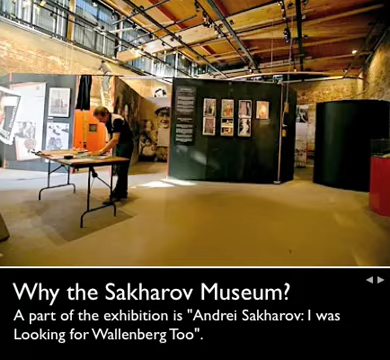 Why the Sakharov Museum?
A part of the exhibition is "Andrei Sakharov: I was
Looking for Wallenberg Too".